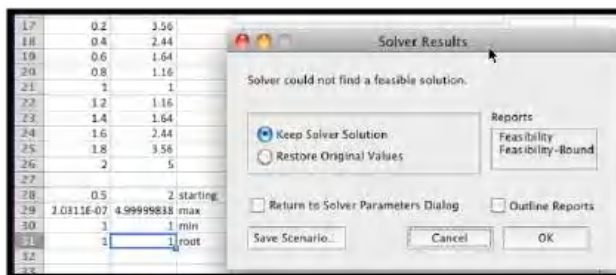 17 0.2 3.56
18 0.4 2.44
19 0.6 1.64
20 0.8 1.16
21 1 1
22 1.2 1.16
23 1.4 1.64
24 1.6 2.44
25 1.8 3.56
26 2 5
27
28 0.5 2 starting
29 2.0311E-07 4.99999838 max
30 1 1 min
31 1 1 root
32
33
Solver Results
Solver could not find a feasible solution.
Keep Solver Solution
Restore Original Values
Reports
Feasibility
Feasibility-Bound
Return to Solver Parameters Dialog
Outline Reports
Save Scenario...
Cancel
OK